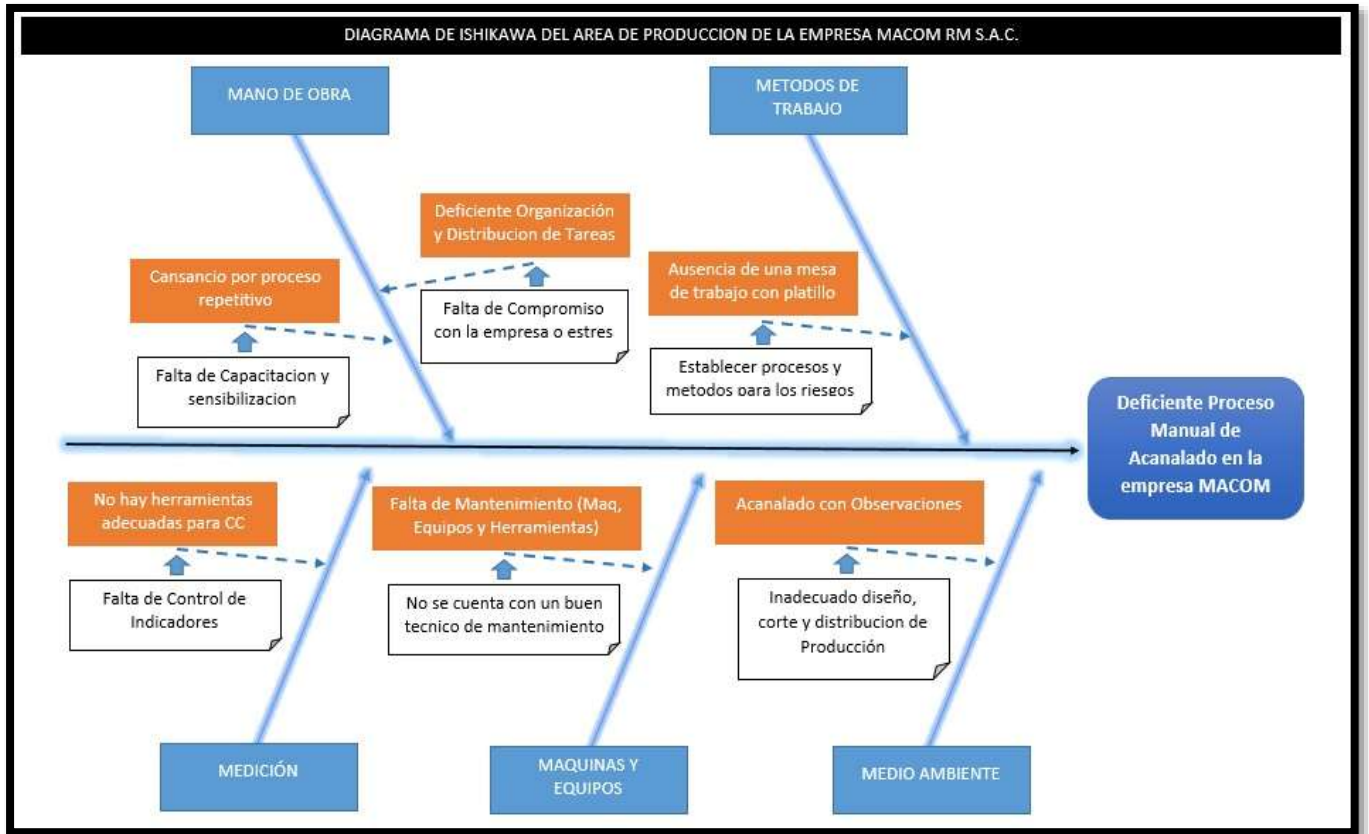 DIAGRAMA DE ISHIKAWA DEL AREA DE PRODUCCION DE LA EMPRESA MACOM RM S.A.C.
MANO DE OBRA
METODOS DE
TRABAJO
Deficiente Organización
y Distribucion de Tareas
Cansancio por proceso
repetitivo
Ausencia de una mesa
de trabajo con platillo
Falta de Compromiso
con la empresa o estres
Falta de Capacitacion y
sensibilizacion
Establecer procesos y
metodos para los riesgos
Deficiente Proceso
Manual de
Acanalado en la
empresa MACOM
No hay herramientas
adecuadas para CC
Falta de Mantenimiento (Maq,
Equipos y Herramientas)
Acanalado con Observaciones
Falta de Control de
Indicadores
No se cuenta con un buen
tecnico de mantenimiento
Inadecuado diseño,
corte y distribucion de
Producción
MEDICIÓN
MAQUINAS Y
EQUIPOS
MEDIO AMBIENTE